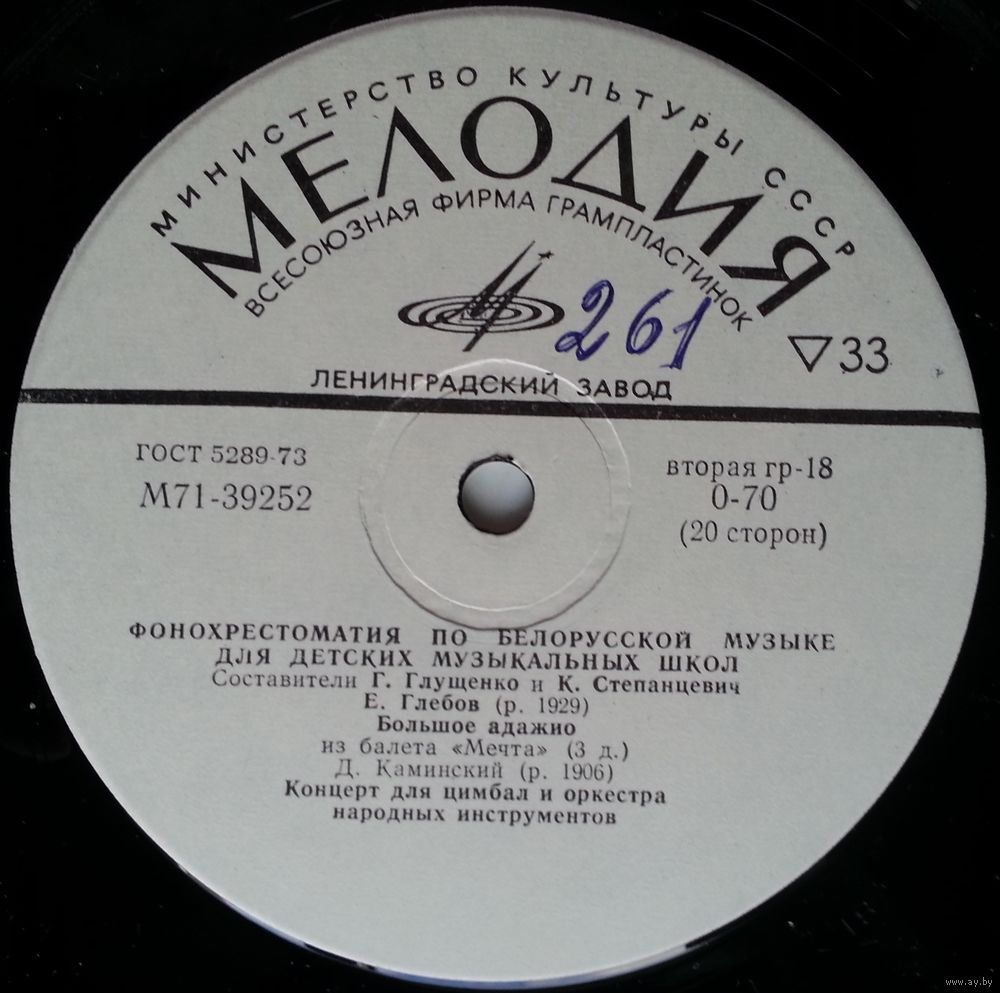 МИНИСТЕРСТВО КУЛЬТУРЫ СССР
МЕЛОДИЯ
ВСЕСОЮЗНАЯ ФИРМА ГРАМПЛАСТИНОК
261
▽33
ЛЕНИНГРАДСКИЙ ЗАВОД
ГОСТ 5289-73
М71-39252
вторая гр-18
0-70
(20 сторон)
ФОНОХРЕСТОМАТИЯ ПО БЕЛОРУССКОЙ МУЗЫКЕ
ДЛЯ ДЕТСКИХ МУЗЫКАЛЬНЫХ ШКОЛ
Составители Г. Глущенко и К. Степанцевич
Е. Глебов (р. 1929)
Большое адажио
из балета «Мечта» (3 д.)
Д. Каминский (р. 1906)
Концерт для цимбал и оркестра
народных инструментов
www.ay.by